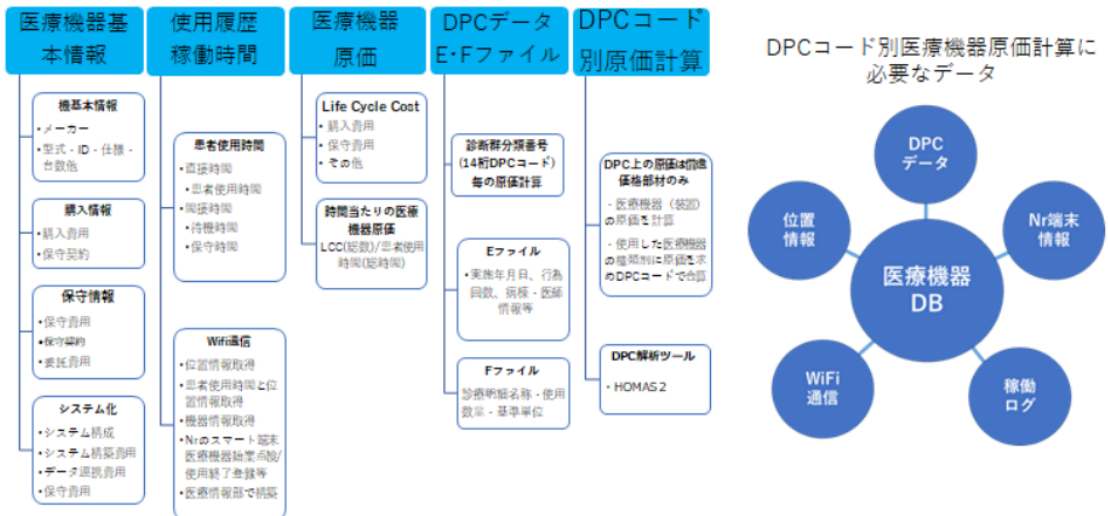 医療機器基
本情報
機基本情報
・メーカー
・型式 - ID - 仕様 -
台数他
購入情報
・購入費用
・保守契約
保守情報
・保守費用
・保守契約
・委託費用
システム化
・システム構成
・システム構築費用
・データ連携費用
・保守費用
使用履歴
稼働時間
患者使用時間
・直接時間
・患者使用時間
・間接時間
・待機時間
・保守時間
Wifi通信
・位置情報取得
・患者使用時間と位
置情報取得
・機器情報取得
・Nrのスマート端末
医療機器始業点検/
使用終了登録等
・医療情報部で構築
医療機器
原価
Life Cycle Cost
・購入費用
・保守費用
・その他
時間当たりの医療
機器原価
LCC(総数)/患者使用
時間(総時間)
DPCデータ
E・Fファイル
診断群分類番号
(14桁DPCコード)
毎の原価計算
Eファイル
・実施年月日、行為
回数、病棟 - 医師
情報等
Fファイル
診療明細名称 - 使用
数量 - 基準単位
DPCコード
別原価計算
DPC上の原価は償還
価格部材のみ
- 医療機器（装置）
の原価を計算
- 使用した医療機器
の種類別に原価を求
めDPCコードで合算
DPC解析ツール
・HOMAS2
DPCコード別医療機器原価計算に
必要なデータ
DPC
データ
位置
情報
Nr端末
情報
医療機器
DB
WiFi
通信
稼働
ログ